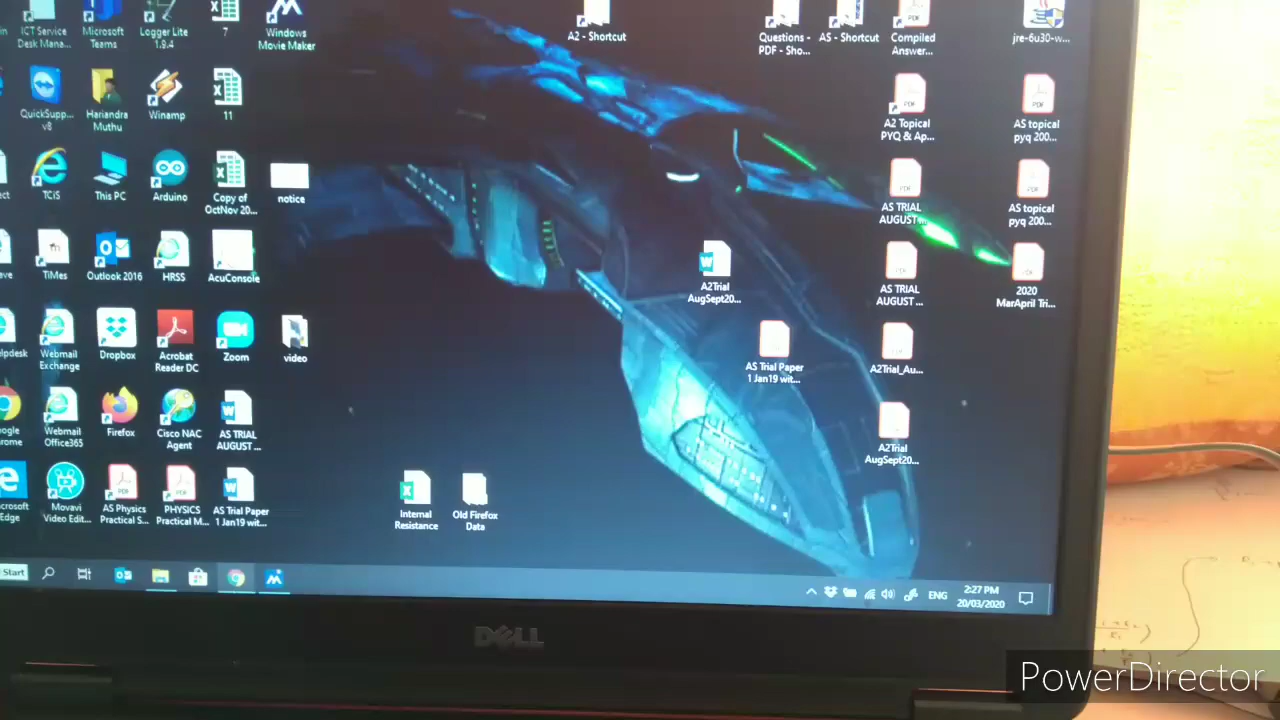 ICT Service
Desk Mana...
Microsoft
Teams
Logger Lite
1.9.4
7
Windows
Movie Maker
A2 - Shortcut
Questions -
PDF - Sho...
AS - Shortcut
Compiled
Answer...
jre-6u30-w...
QuickSupp...
v8
Hariandra
Muthu
Winamp
11
A2 Topical
PYQ & Ap...
AS topical
pyq 200...
TCiS
This PC
Arduino
Copy of
OctNov 20...
notice
AS TRIAL
AUGUST...
AS topical
pyq 200...
TiMes
Outlook 2016
HRSS
AcuConsole
A2Trial
AugSept20...
AS TRIAL
AUGUST ...
2020
MarApril Tri...
Webmail
Exchange
Dropbox
Acrobat
Reader DC
Zoom
video
AS Trial Paper
1 Jan19 wit...
A2Trial_Au...
Webmail
Office365
Firefox
Cisco NAC
Agent
AS TRIAL
AUGUST ...
A2Trial
AugSept20...
Movavi
Video Edit...
AS Physics
Practical S...
PHYSICS
Practical M...
AS Trial Paper
1 Jan19 wit...
Internal
Resistance
Old Firefox
Data
Start
ENG
2:27 PM
20/03/2020
DELL
PowerDirector